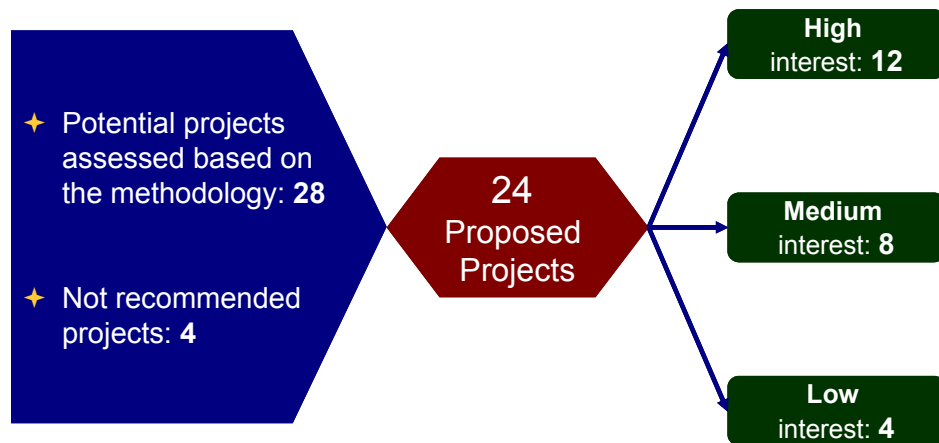 Potential projects
assessed based on
the methodology: 28
Not recommended
projects: 4
24
Proposed
Projects
High
interest: 12
Medium
interest: 8
Low
interest: 4